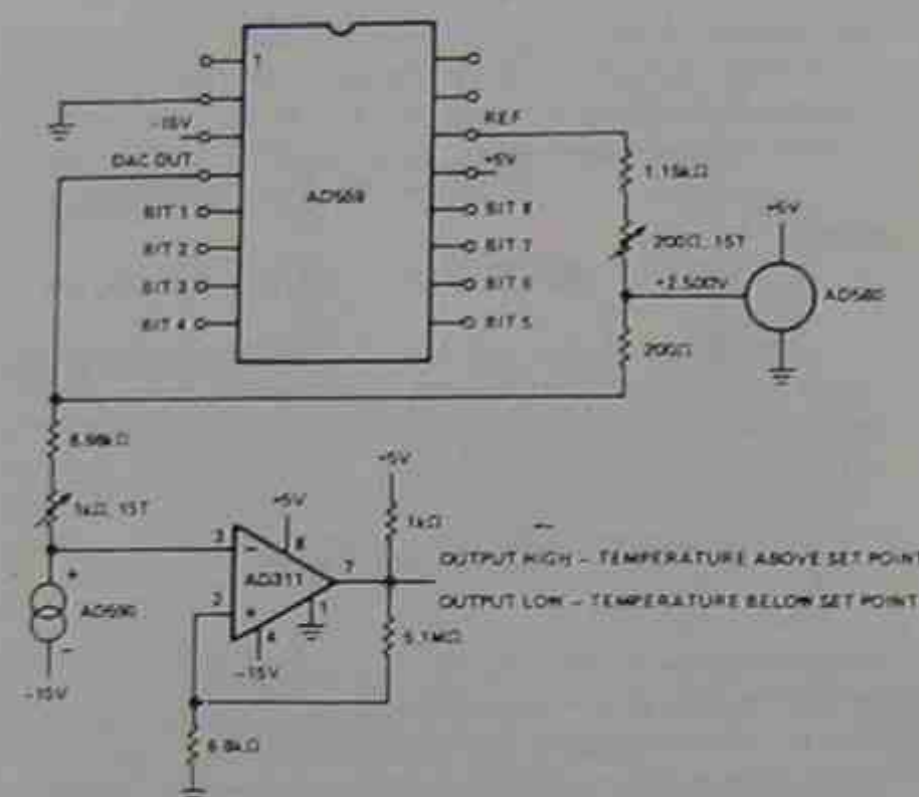 1
-15V
REF
DAC OUT
+5V
1.15kΩ
AD559
+5V
BIT 1
BIT 8
BIT 2
BIT 7
200Ω, 15T
BIT 3
BIT 6
+2.500V
AD580
BIT 4
BIT 5
200Ω
+5V
1kΩ, 15T
+5V
1kΩ
3
8
7
OUTPUT HIGH – TEMPERATURE ABOVE SET POINT
AD311
AD590
+
-
-
+
2
1
OUTPUT LOW – TEMPERATURE BELOW SET POINT
4
5.1MΩ
-15V
-15V
6.8kΩ